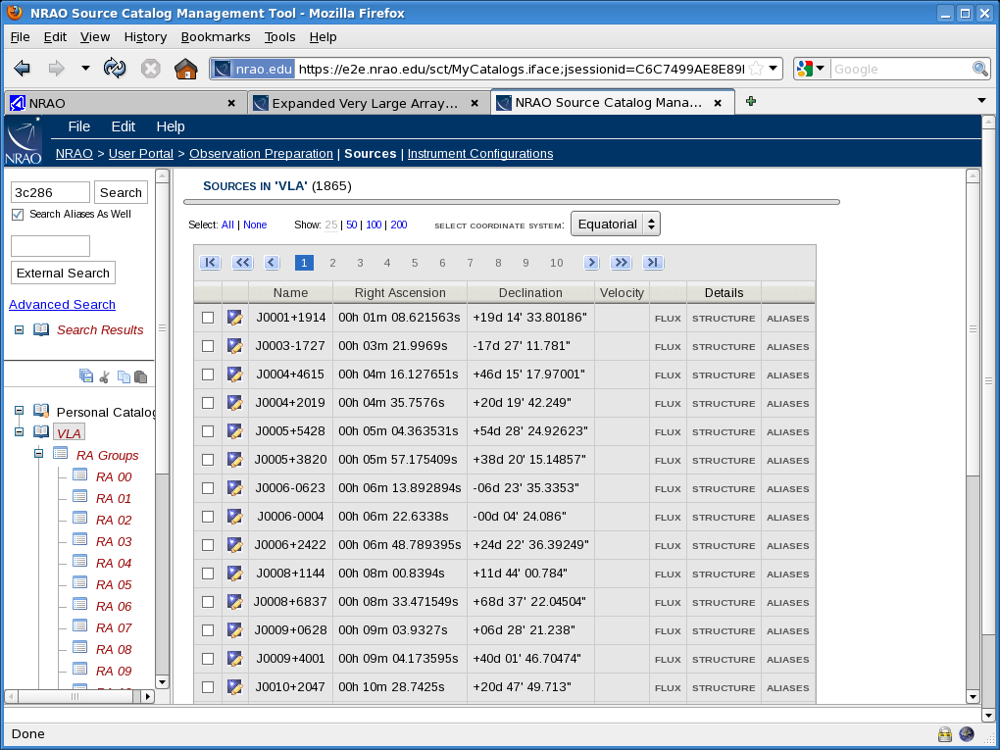 NRAO Source Catalog Management Tool - Mozilla Firefox
File Edit View History Bookmarks Tools Help
nrao.edu https://e2e.nrao.edu/sct/MyCatalogs.iface;jsessionid=C6C7499AE8E89I Google
NRAO Expanded Very Large Array... NRAO Source Catalog Mana...
NRAO
File Edit Help
NRAO > User Portal > Observation Preparation | Sources | Instrument Configurations
3c286 Search
Search Aliases As Well
External Search
Advanced Search
Search Results
Personal Catalog
VLA
RA Groups
RA 00
RA 01
RA 02
RA 03
RA 04
RA 05
RA 06
RA 07
RA 08
RA 09
SOURCES IN 'VLA' (1865)
Select: All | None Show: 25 | 50 | 100 | 200 SELECT COORDINATE SYSTEM: Equatorial
1 2 3 4 5 6 7 8 9 10
Name Right Ascension Declination Velocity Details
J0001+1914 00h 01m 08.621563s +19d 14' 33.80186" FLUX STRUCTURE ALIASES
J0003-1727 00h 03m 21.9969s -17d 27' 11.781" FLUX STRUCTURE ALIASES
J0004+4615 00h 04m 16.127651s +46d 15' 17.97001" FLUX STRUCTURE ALIASES
J0004+2019 00h 04m 35.7576s +20d 19' 42.249" FLUX STRUCTURE ALIASES
J0005+5428 00h 05m 04.363531s +54d 28' 24.92623" FLUX STRUCTURE ALIASES
J0005+3820 00h 05m 57.175409s +38d 20' 15.14857" FLUX STRUCTURE ALIASES
J0006-0623 00h 06m 13.892894s -06d 23' 35.3353" FLUX STRUCTURE ALIASES
J0006-0004 00h 06m 22.6338s -00d 04' 24.086" FLUX STRUCTURE ALIASES
J0006+2422 00h 06m 48.789395s +24d 22' 36.39249" FLUX STRUCTURE ALIASES
J0008+1144 00h 08m 00.8394s +11d 44' 00.784" FLUX STRUCTURE ALIASES
J0008+6837 00h 08m 33.471549s +68d 37' 22.04504" FLUX STRUCTURE ALIASES
J0009+0628 00h 09m 03.9327s +06d 28' 21.238" FLUX STRUCTURE ALIASES
J0009+4001 00h 09m 04.173595s +40d 01' 46.70474" FLUX STRUCTURE ALIASES
J0010+2047 00h 10m 28.7425s +20d 47' 49.713" FLUX STRUCTURE ALIASES
Done